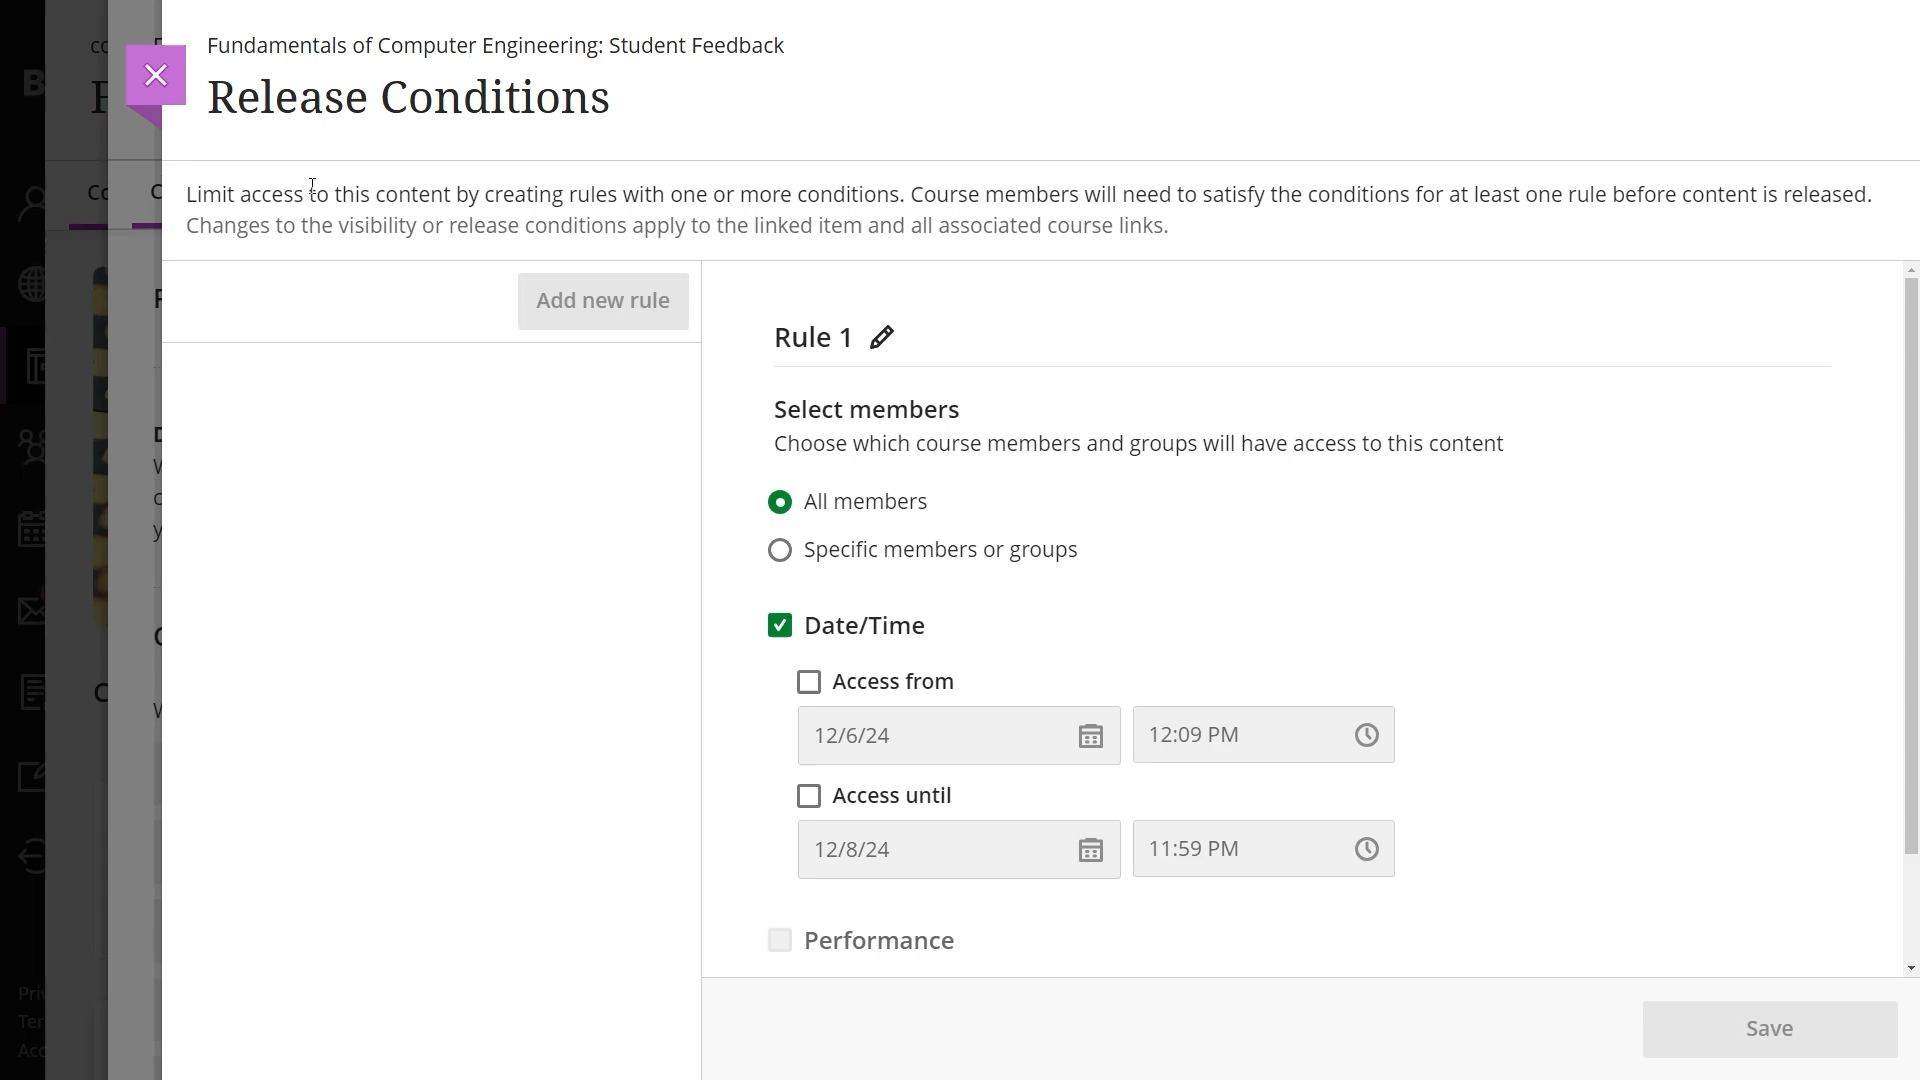 Fundamentals of Computer Engineering: Student Feedback
Release Conditions
Limit access to this content by creating rules with one or more conditions. Course members will need to satisfy the conditions for at least one rule before content is released.
Changes to the visibility or release conditions apply to the linked item and all associated course links.
Add new rule
Rule 1
Select members
Choose which course members and groups will have access to this content
All members
Specific members or groups
Date/Time
Access from
12/6/24 12:09 PM
Access until
12/8/24 11:59 PM
Performance
Save